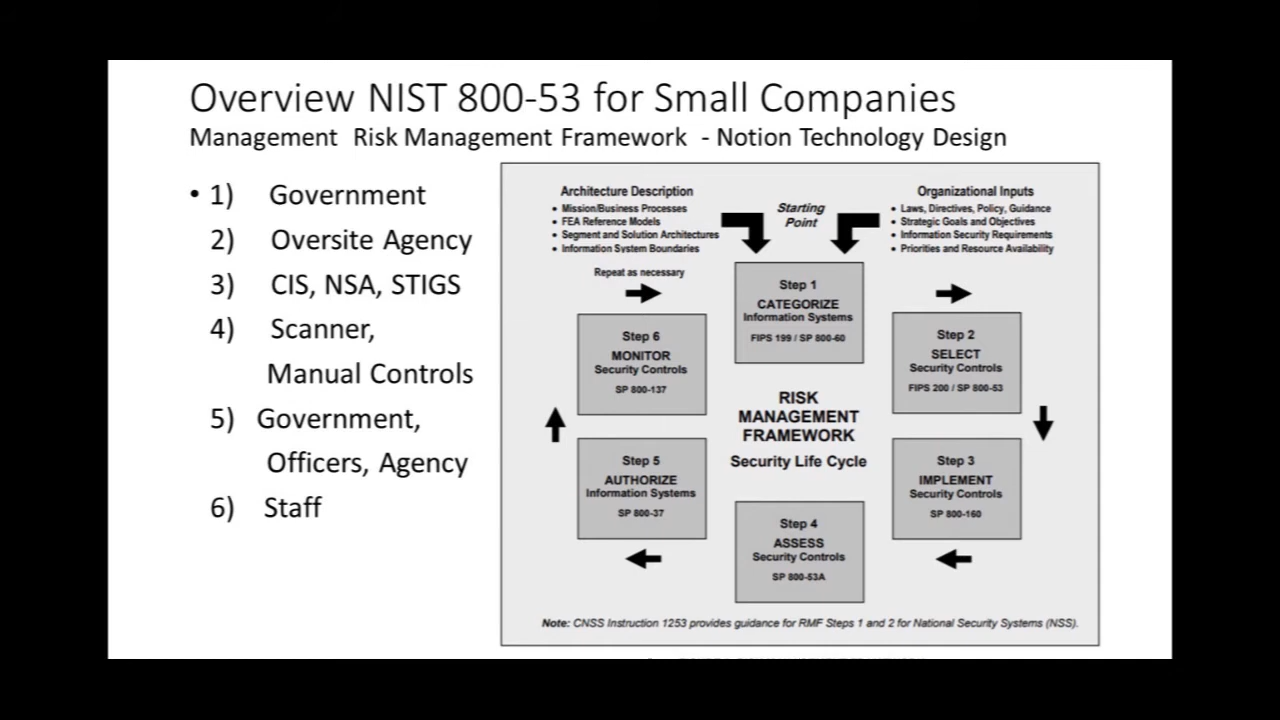 Overview NIST 800-53 for Small Companies
Management Risk Management Framework - Notion Technology Design
• 1) Government
2) Oversite Agency
3) CIS, NSA, STIGS
4) Scanner,
Manual Controls
5) Government,
Officers, Agency
6) Staff
Architecture Description
• Mission/Business Processes
• FEA Reference Models
• Segment and Solution Architectures
• Information System Boundaries
Starting
Point
Organizational Inputs
• Laws, Directives, Policy, Guidance
• Strategic Goals and Objectives
• Information Security Requirements
• Priorities and Resource Availability
Repeat as necessary
Step 1
CATEGORIZE
Information Systems
FIPS 199 / SP 800-60
Step 2
SELECT
Security Controls
FIPS 200 / SP 800-53
Step 3
IMPLEMENT
Security Controls
SP 800-160
Step 4
ASSESS
Security Controls
SP 800-53A
Step 5
AUTHORIZE
Information Systems
SP 800-37
Step 6
MONITOR
Security Controls
SP 800-137
RISK
MANAGEMENT
FRAMEWORK
Security Life Cycle
Note: CNSS Instruction 1253 provides guidance for RMF Steps 1 and 2 for National Security Systems (NSS).